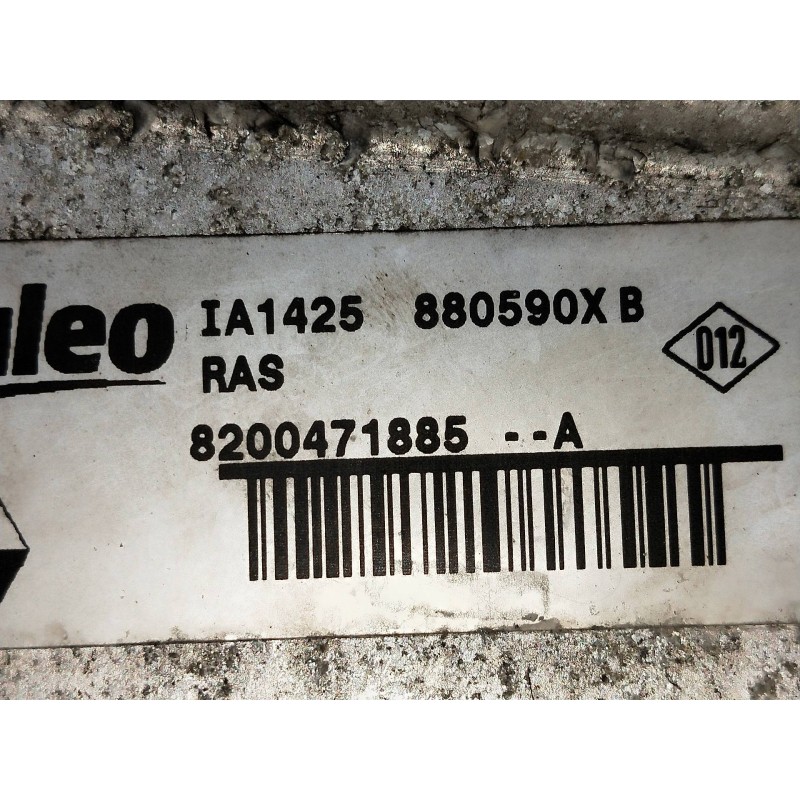 aleo
IA1425 880590X B
RAS
D12
8200471885 --A